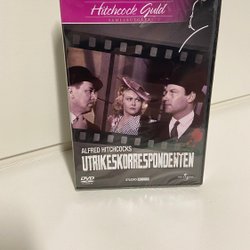 Hitchcock Guld
ALFRED HITCHCOCKS
UTRIKESKORRESPONDENTEN
DVD